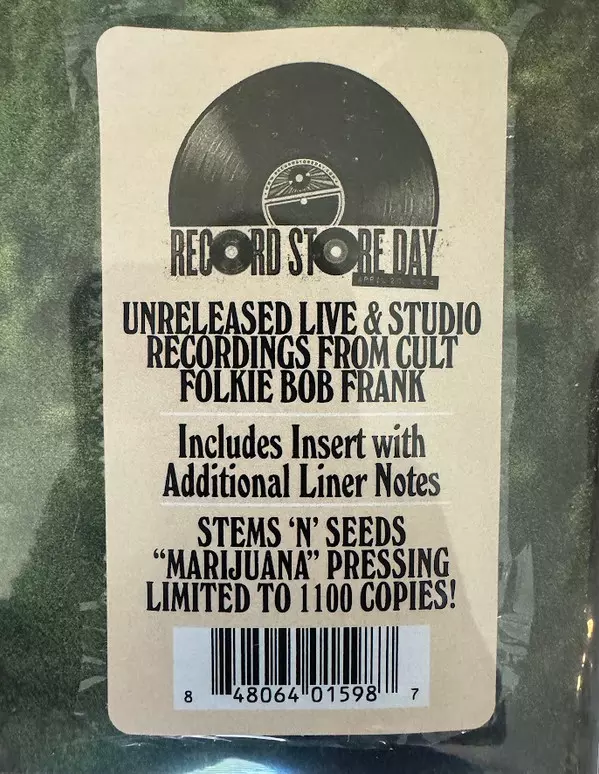 RECORD STORE DAY
UNRELEASED LIVE & STUDIO
RECORDINGS FROM CULT
FOLKIE BOB FRANK
Includes Insert with
Additional Liner Notes
STEMS ‘N’ SEEDS
“MARIJUANA” PRESSING
LIMITED TO 1100 COPIES!
8 48064 01598 7